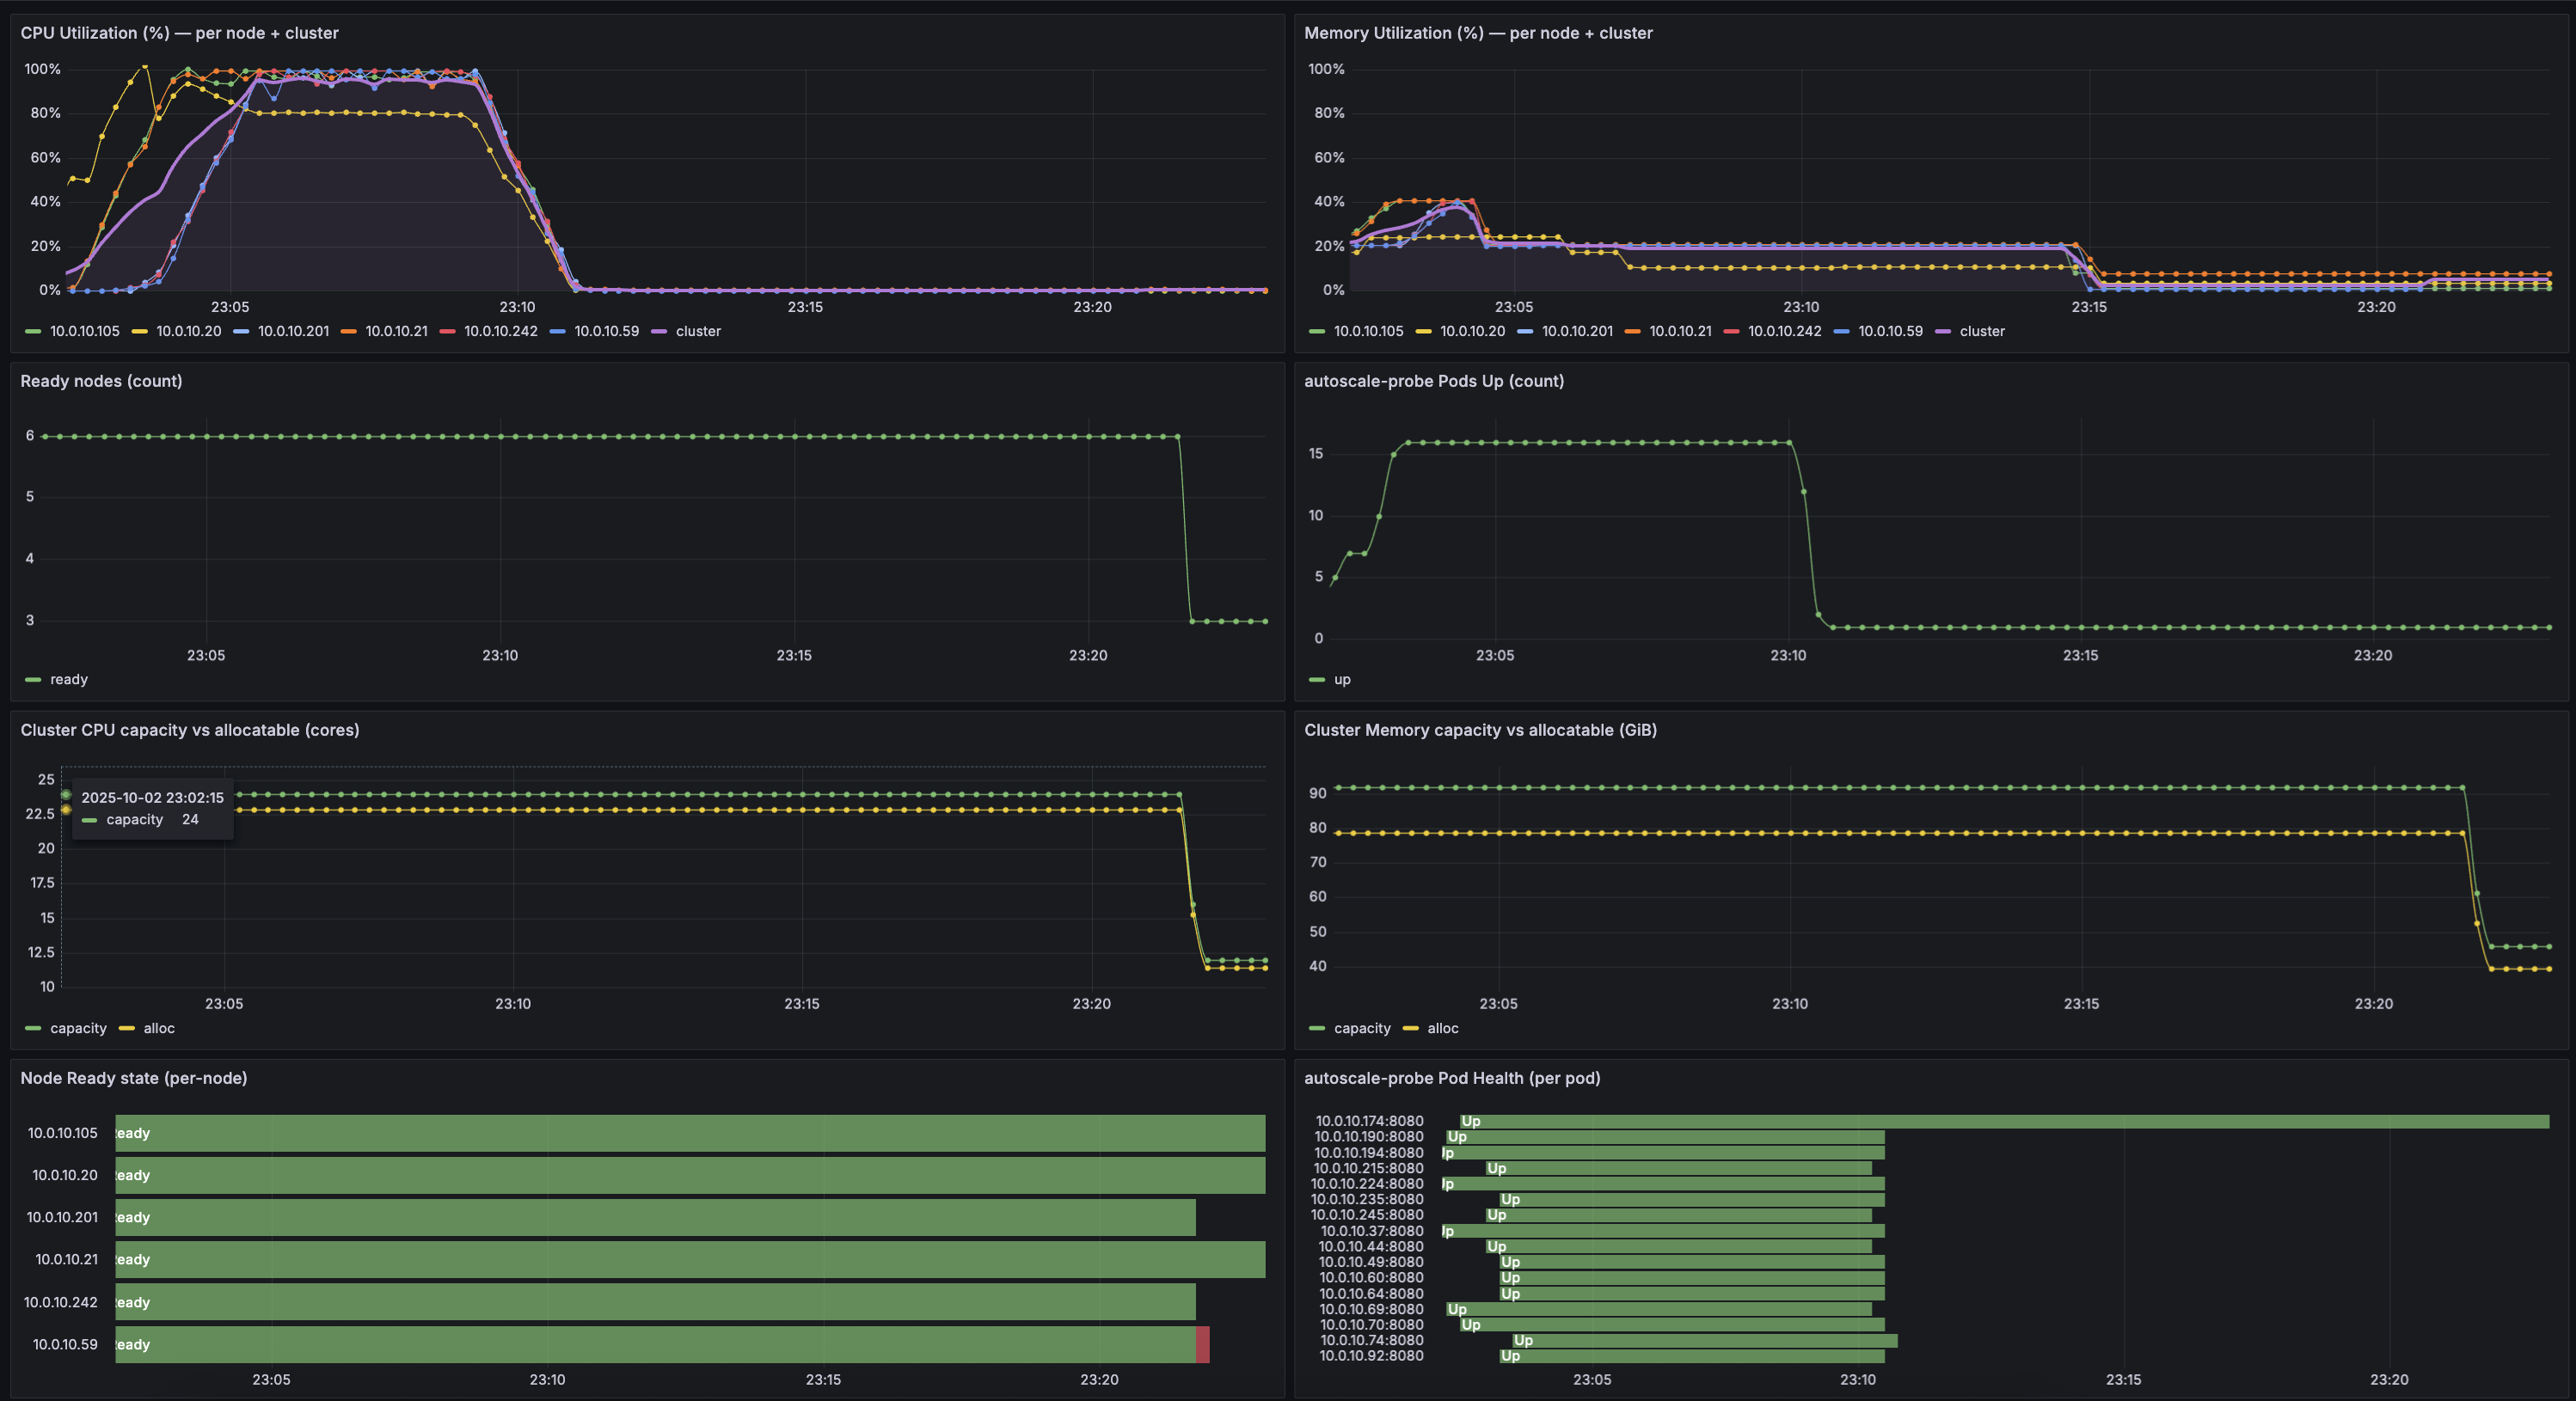 CPU Utilization (%) — per node + cluster
100%
80%
60%
40%
20%
0%
23:05 23:10 23:15 23:20
10.0.10.105 10.0.10.20 10.0.10.201 10.0.10.21 10.0.10.242 10.0.10.59 cluster
Memory Utilization (%) — per node + cluster
100%
80%
60%
40%
20%
0%
23:05 23:10 23:15 23:20
10.0.10.105 10.0.10.20 10.0.10.201 10.0.10.21 10.0.10.242 10.0.10.59 cluster
Ready nodes (count)
6
5
4
3
23:05 23:10 23:15 23:20
ready
autoscale-probe Pods Up (count)
15
10
5
0
23:05 23:10 23:15 23:20
up
Cluster CPU capacity vs allocatable (cores)
25
22.5
20
17.5
15
12.5
10
2025-10-02 23:02:15
capacity 24
23:05 23:10 23:15 23:20
capacity alloc
Cluster Memory capacity vs allocatable (GiB)
90
80
70
60
50
40
23:05 23:10 23:15 23:20
capacity alloc
Node Ready state (per-node)
10.0.10.105 eady
10.0.10.20 eady
10.0.10.201 eady
10.0.10.21 eady
10.0.10.242 eady
10.0.10.59 eady
23:05 23:10 23:15 23:20
autoscale-probe Pod Health (per pod)
10.0.10.174:8080 Up
10.0.10.190:8080 Up
10.0.10.194:8080 Up
10.0.10.215:8080 Up
10.0.10.224:8080 Up
10.0.10.235:8080 Up
10.0.10.245:8080 Up
10.0.10.37:8080 Up
10.0.10.44:8080 Up
10.0.10.49:8080 Up
10.0.10.60:8080 Up
10.0.10.64:8080 Up
10.0.10.69:8080 Up
10.0.10.70:8080 Up
10.0.10.74:8080 Up
10.0.10.92:8080 Up
23:05 23:10 23:15 23:20